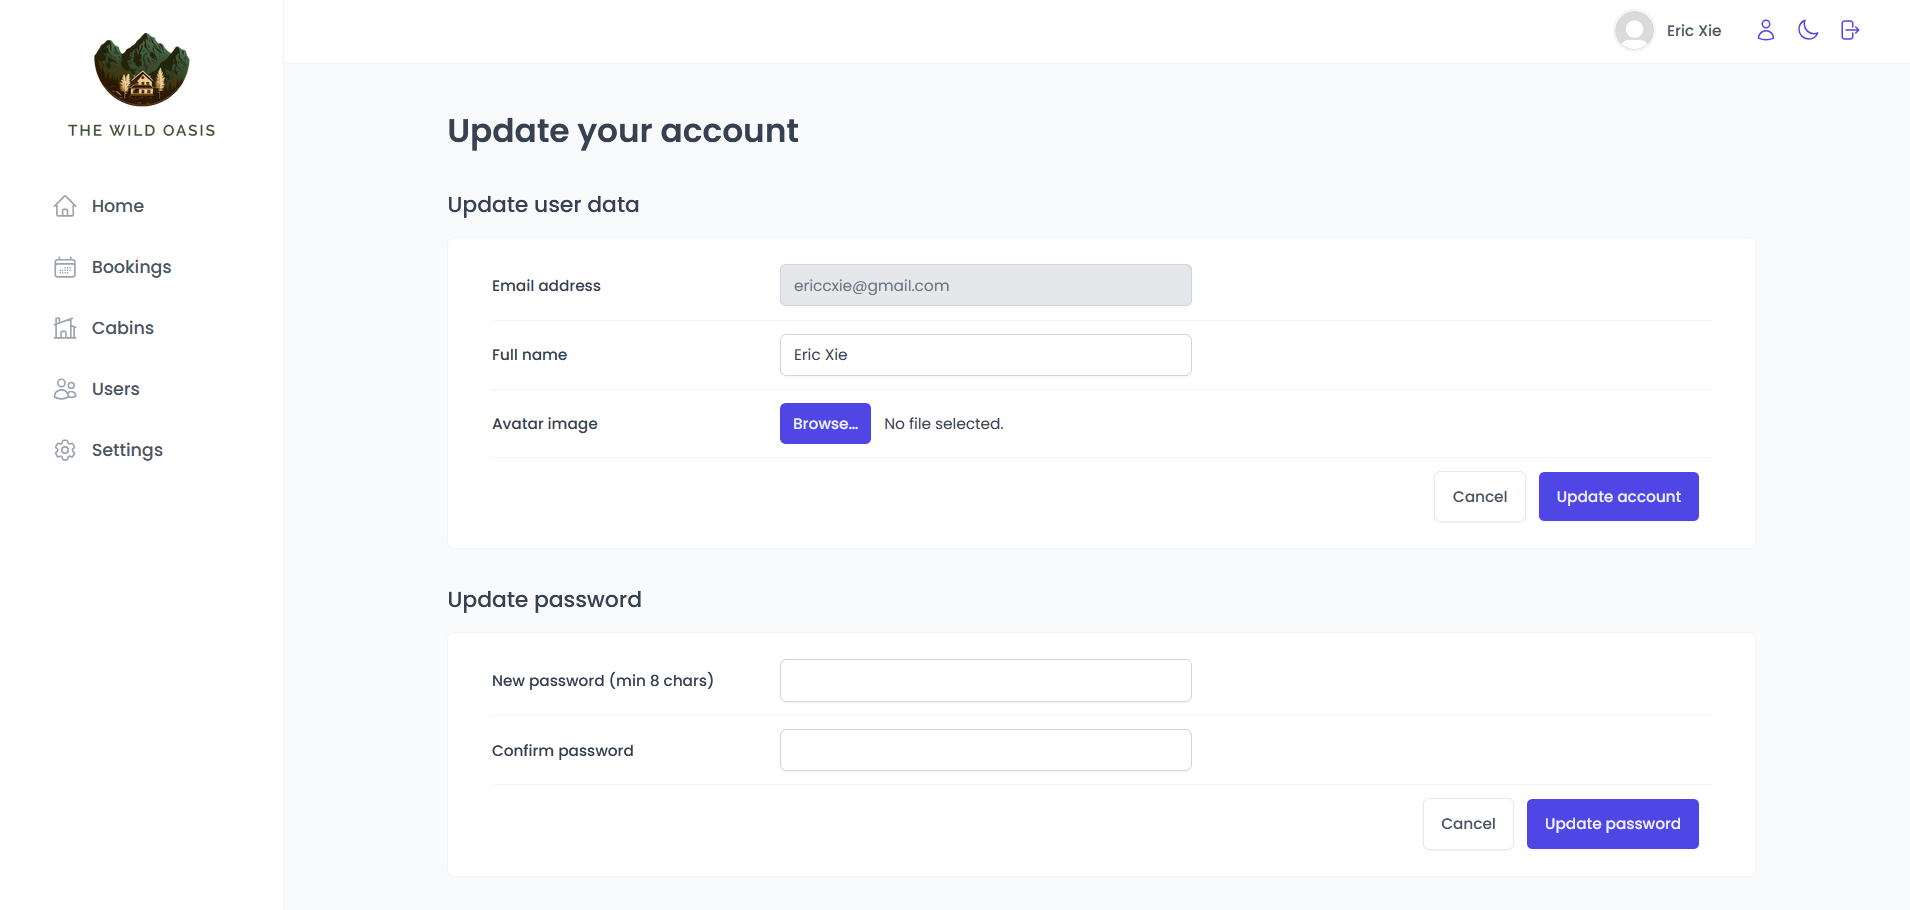 THE WILD OASIS
Home
Bookings
Cabins
Users
Settings
Eric Xie
Update your account
Update user data
Email address
ericcxie@gmail.com
Full name
Eric Xie
Avatar image
Browse...
No file selected.
Cancel
Update account
Update password
New password (min 8 chars)
Confirm password
Cancel
Update password